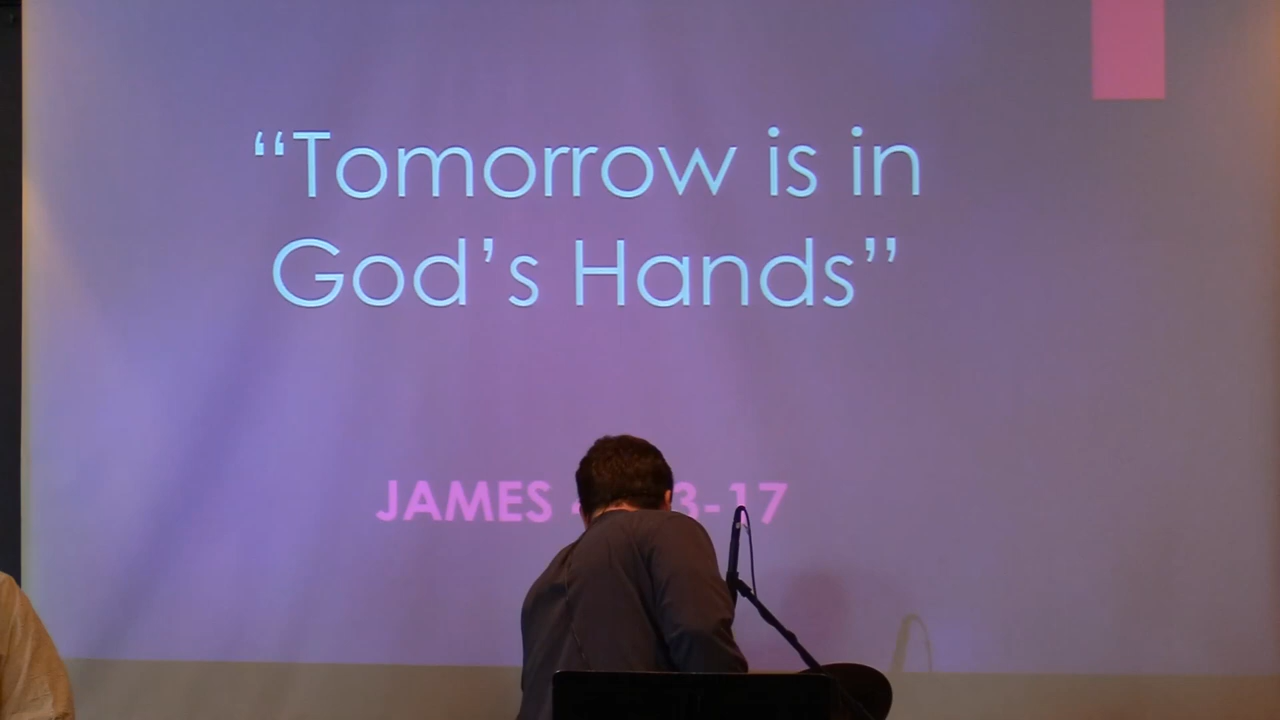 “Tomorrow is in
God’s Hands”
JAMES 3-17